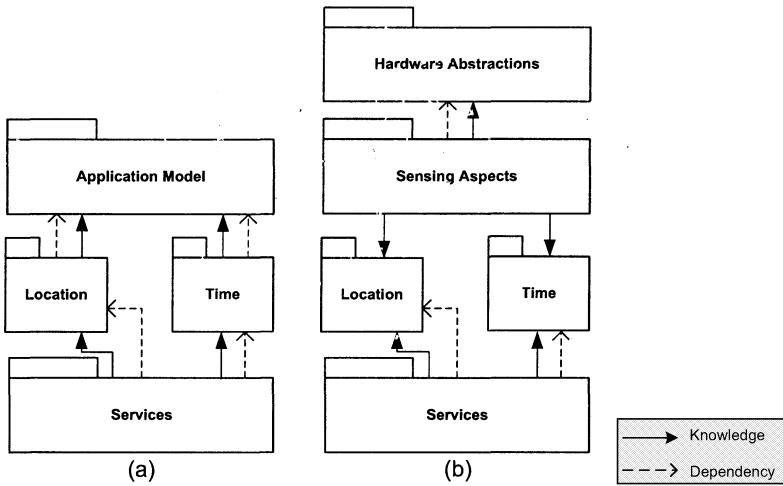 Hardware Abstractions
Application Model
Sensing Aspects
Location
Time
Location
Time
Services
Services
(a)
(b)
Knowledge
Dependency